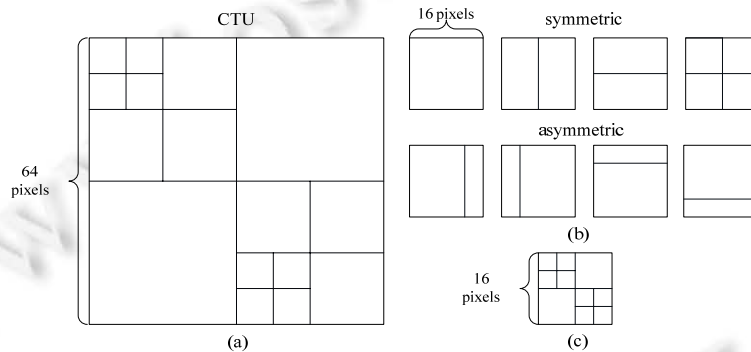 CTU
64
pixels
(a)
16 pixels
symmetric
asymmetric
(b)
16
pixels
(c)